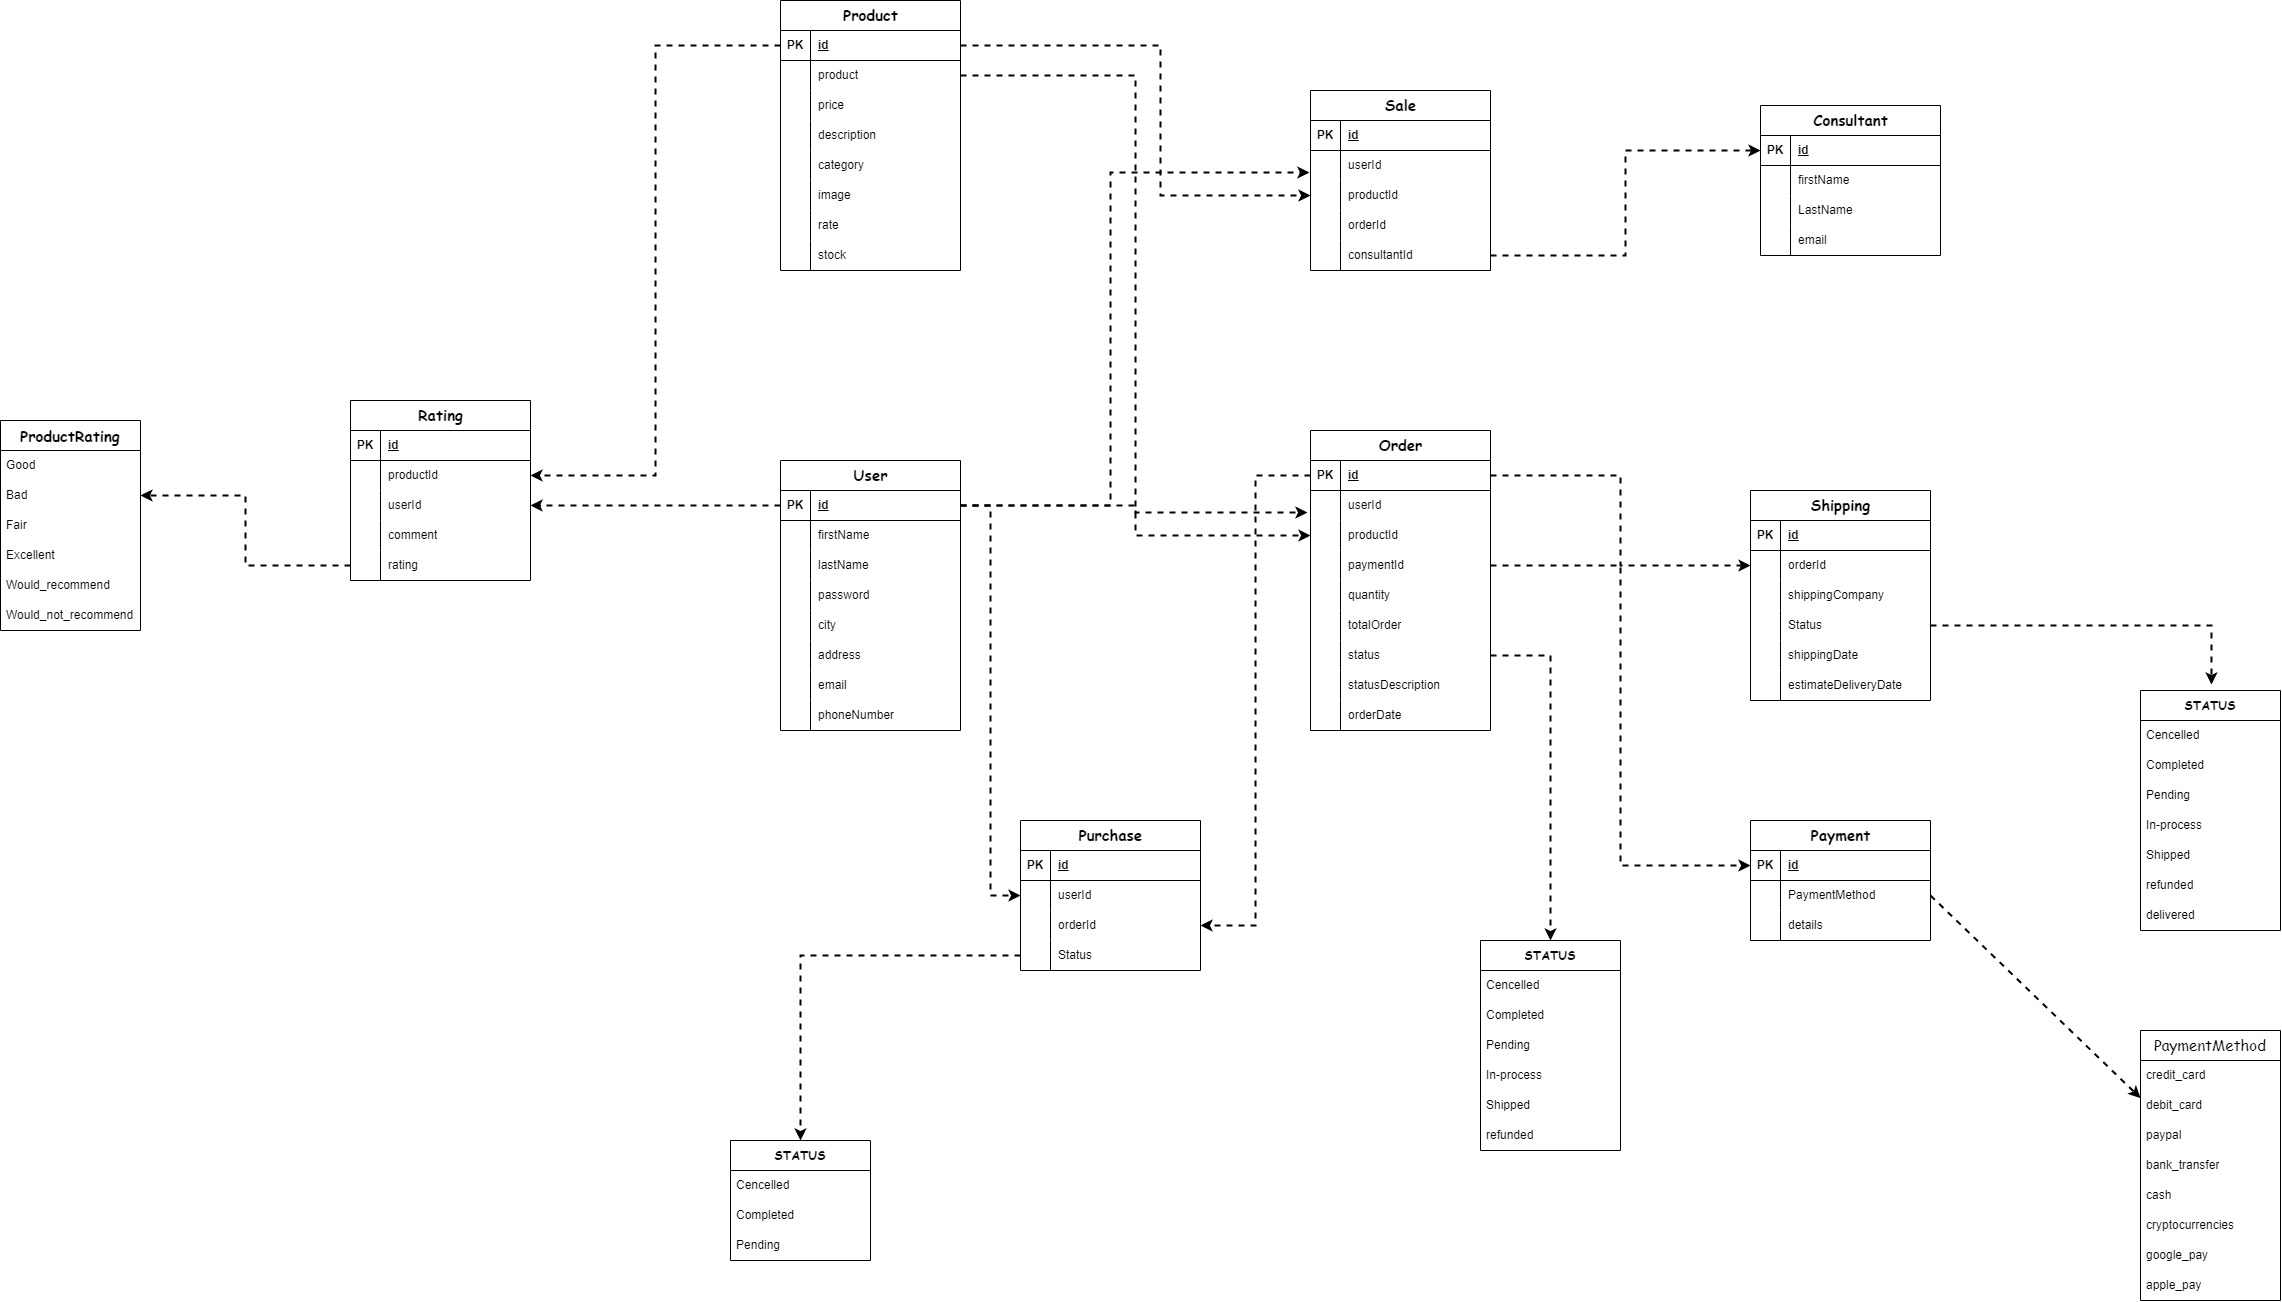 Product
PK id
product
price
description
category
image
rate
stock
Sale
PK id
userId
productId
orderId
consultantId
Consultant
PK id
firstName
LastName
email
ProductRating
Good
Bad
Fair
Excellent
Would_recommend
Would_not_recommend
Rating
PK id
productId
userId
comment
rating
User
PK id
firstName
lastName
password
city
address
email
phoneNumber
Order
PK id
userId
productId
paymentId
quantity
totalOrder
status
statusDescription
orderDate
Shipping
PK id
orderId
shippingCompany
Status
shippingDate
estimateDeliveryDate
STATUS
Cencelled
Completed
Pending
In-process
Shipped
refunded
delivered
Purchase
PK id
userId
orderId
Status
Payment
PK id
PaymentMethod
details
STATUS
Cencelled
Completed
Pending
In-process
Shipped
refunded
PaymentMethod
credit_card
debit_card
paypal
bank_transfer
cash
cryptocurrencies
google_pay
apple_pay
STATUS
Cencelled
Completed
Pending